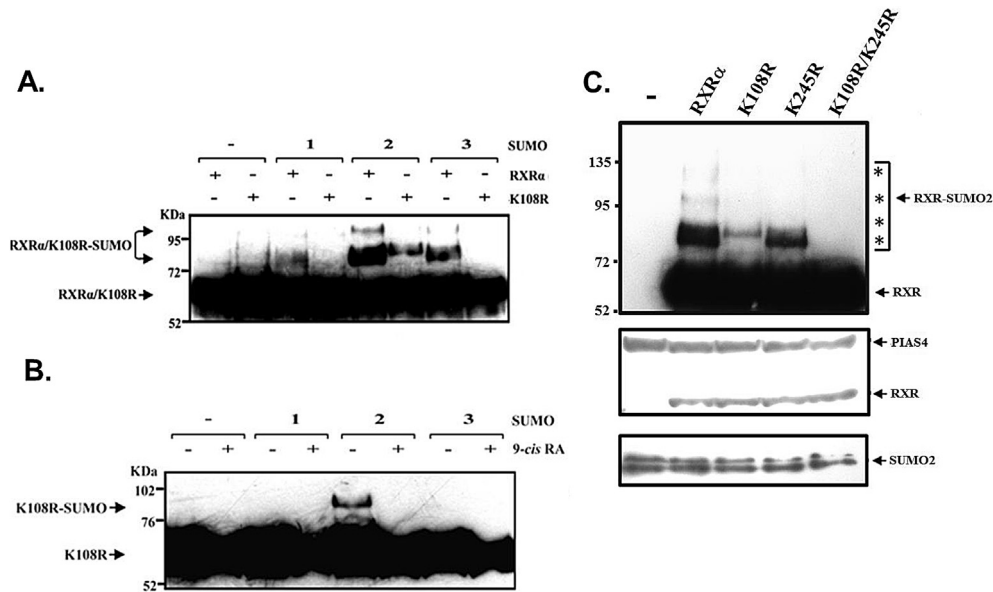 A.
- 1 2 3 SUMO
+ - + - + - + - RXRα
- + - + - + - + K108R
KDa
95
RXRα/K108R-SUMO
72
RXRα/K108R
52
B.
- 1 2 3 SUMO
- + - + - + - + 9-cis RA
KDa
102
K108R-SUMO
76
K108R
52
C.
- RXRα K108R K245R K108R/K245R
135 *
95 * RXR-SUMO2
*
*
72
RXR
52
PIAS4
RXR
SUMO2